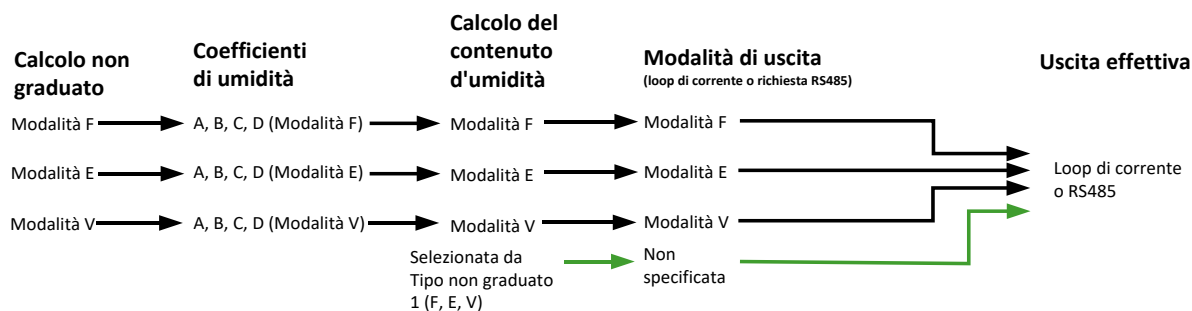 Calcolo non
graduato
Coefficienti
di umidità
Calcolo del
contenuto
d'umidità
Modalità di uscita
(loop di corrente o richiesta RS485)
Uscita effettiva
Modalità F
A, B, C, D (Modalità F)
Modalità F
Modalità F
Modalità E
A, B, C, D (Modalità E)
Modalità E
Modalità E
Loop di corrente
o RS485
Modalità V
A, B, C, D (Modalità V)
Modalità V
Modalità V
Selezionata da
Tipo non graduato
1 (F, E, V)
Non
specificata